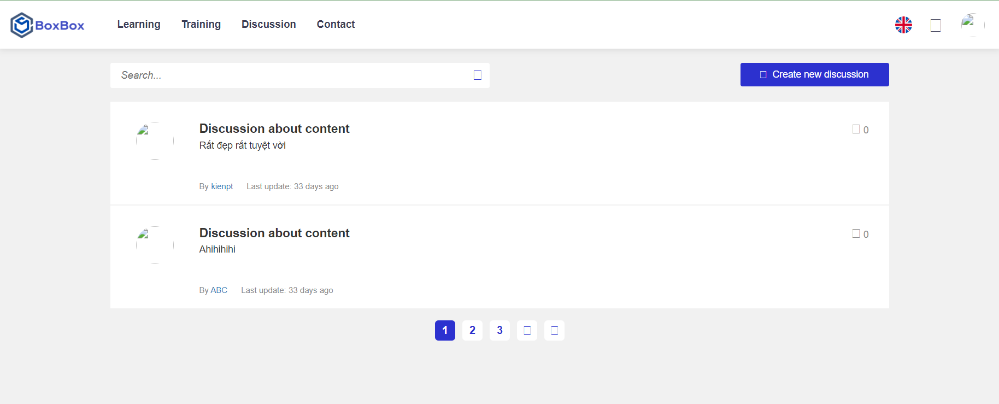 BoxBox
Learning Training Discussion Contact
Search...
Create new discussion
Discussion about content
0
Rất đẹp rất tuyệt vời
By kienpt Last update: 33 days ago
Discussion about content
0
Ahihihihi
By ABC Last update: 33 days ago
1 2 3